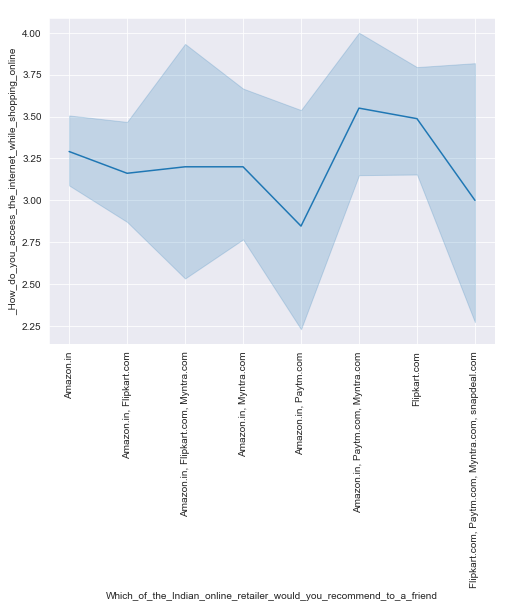 4.00
3.75
3.50
3.25
3.00
2.75
2.50
2.25
_How_do_you_access_the_internet_while_shopping_online
Amazon.in
Amazon.in, Flipkart.com
Amazon.in, Flipkart.com, Myntra.com
Amazon.in, Myntra.com
Amazon.in, Paytm.com
Amazon.in, Paytm.com, Myntra.com
Flipkart.com
Flipkart.com, Paytm.com, Myntra.com, snapdeal.com
Which_of_the_Indian_online_retailer_would_you_recommend_to_a_friend